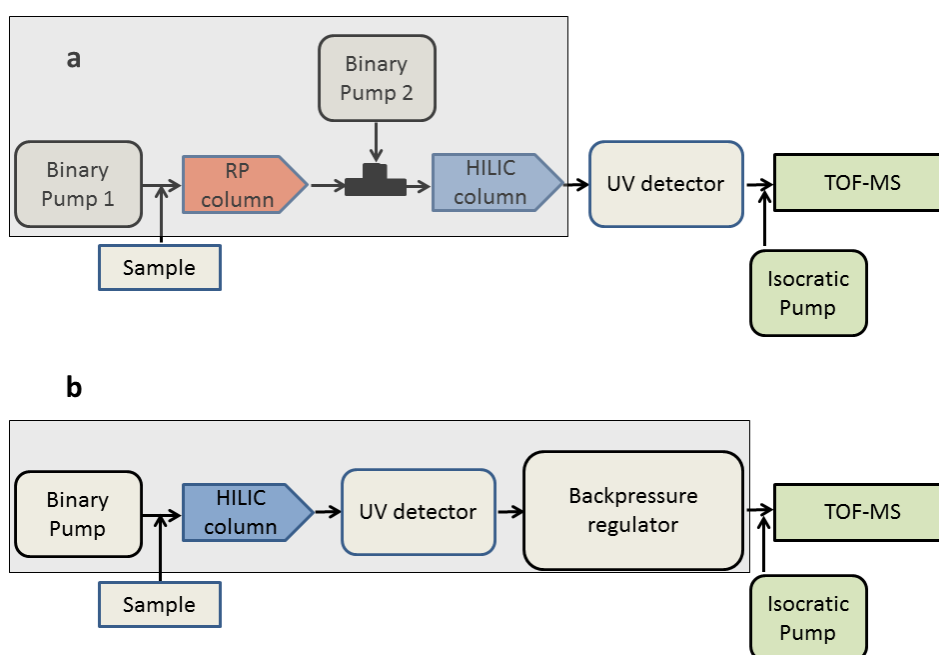 a
Binary
Pump 2
Binary
Pump 1
RP
column
HILIC
column
UV detector
TOF-MS
Sample
Isocratic
Pump
b
Binary
Pump
HILIC
column
UV detector
Backpressure
regulator
TOF-MS
Sample
Isocratic
Pump